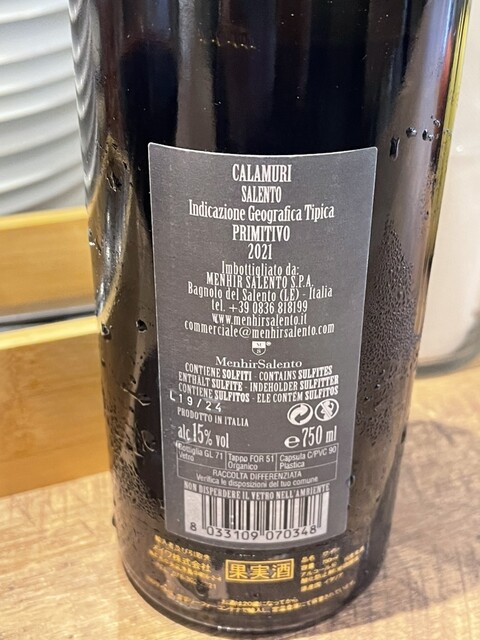 CALAMURI
SALENTO
Indicazione Geografica Tipica
PRIMITIVO
2021
Imbottigliato da:
MENHIR SALENTO S.P.A.
Bagnolo del Salento (LE) - Italia
tel. +39 0836 818199
www.menhirsalento.it
commerciale@menhirsalento.com
MenhirSalento
CONTIENE SOLFITI - CONTAINS SULFITES
ENTHÄLT SULFITE - INDEHOLDER SULFITTER
CONTIENE SULFITOS - ELE CONTÉM SULFITOS
L19/24
PRODOTTO IN ITALIA
alc 15% vol
e 750 ml
Bottiglia GL 71 Vetro
Tappo FOR 51 Organico
Capsula C/PVC 90 Plastica
RACCOLTA DIFFERENZIATA
Verifica le disposizioni del tuo comune
NON DISPERDERE IL VETRO NELL'AMBIENTE
8 033109 070348
果実酒